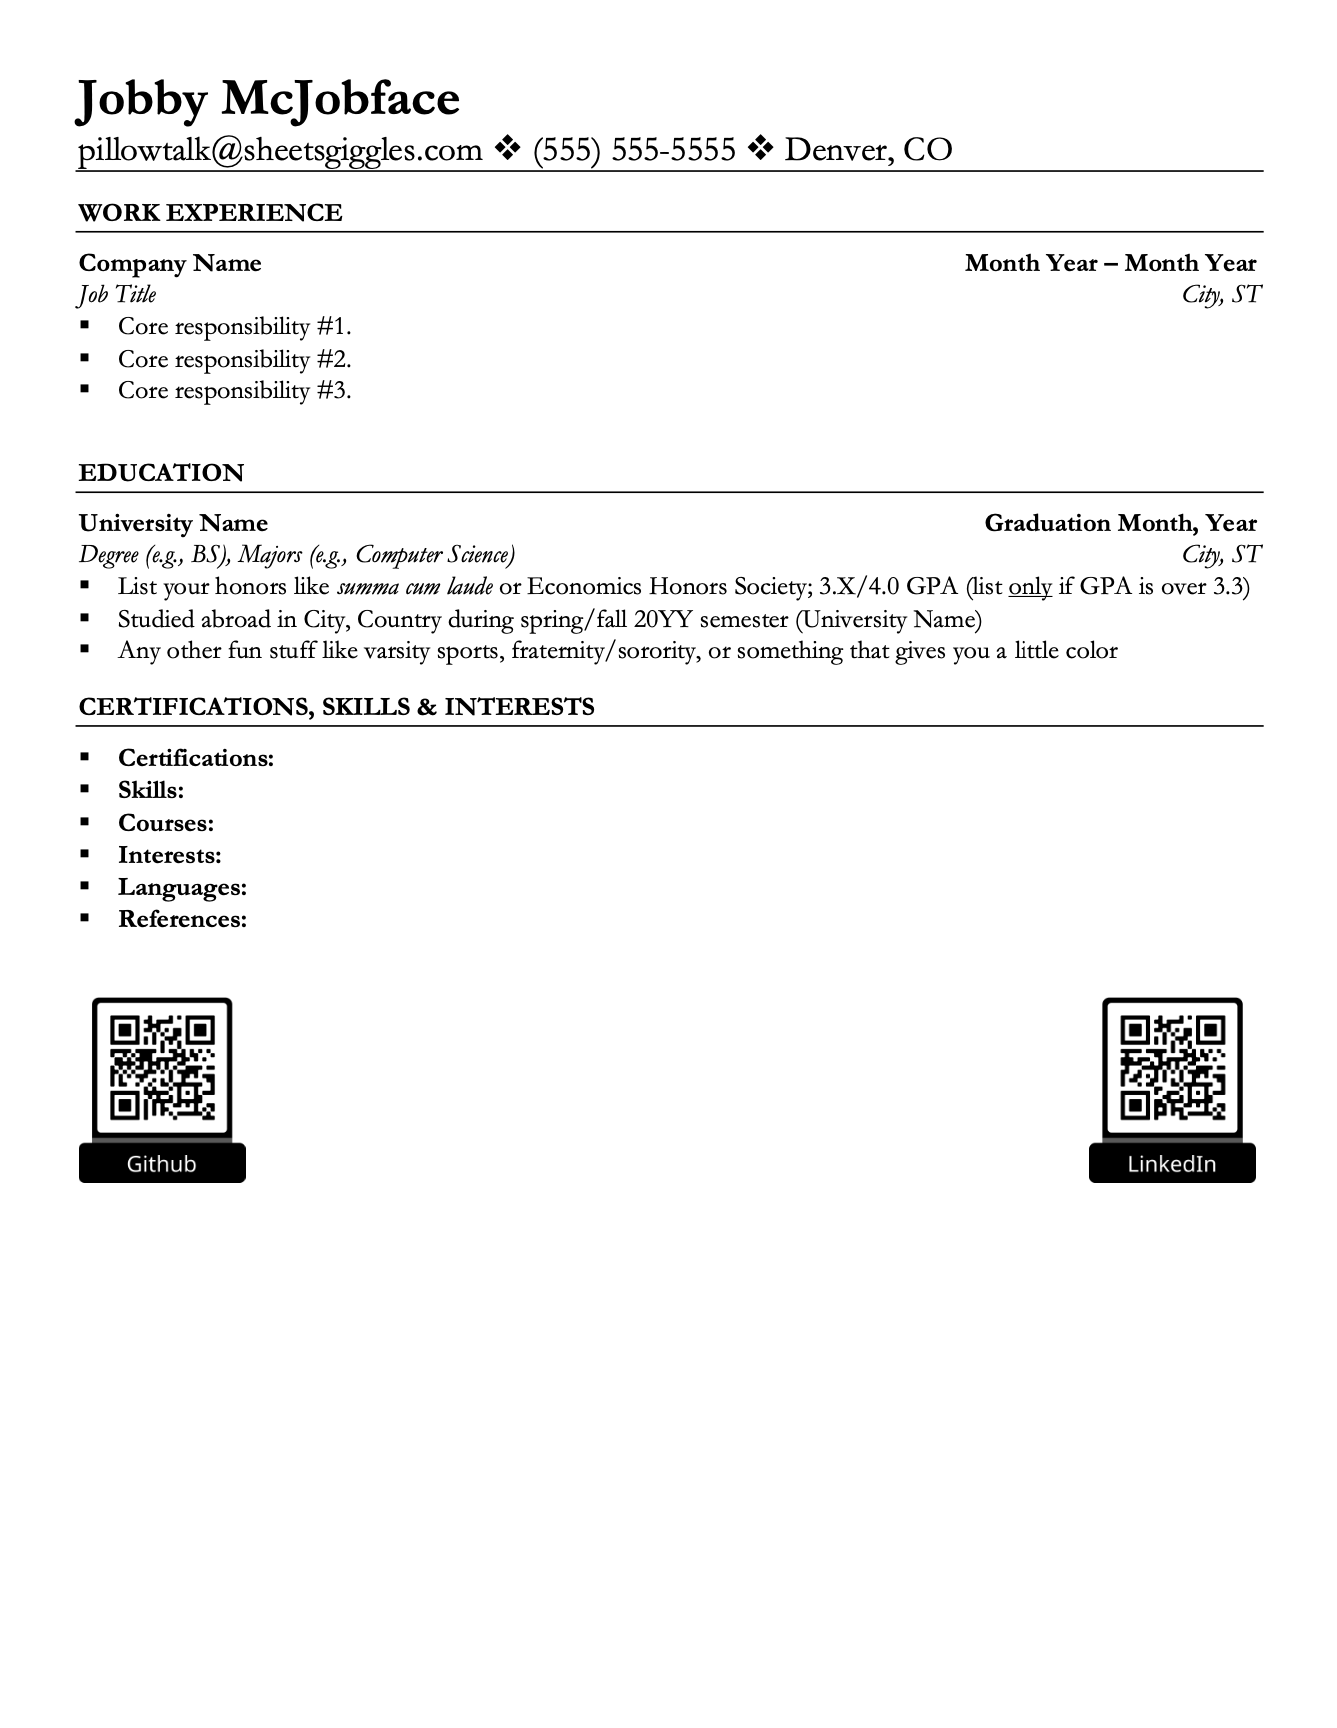 Jobby McJobface
pillowtalk@sheetsgiggles.com ❖ (555) 555-5555 ❖ Denver, CO
WORK EXPERIENCE
Company Name Month Year – Month Year
Job Title City, ST
▪ Core responsibility #1.
▪ Core responsibility #2.
▪ Core responsibility #3.
EDUCATION
University Name Graduation Month, Year
Degree (e.g., BS), Majors (e.g., Computer Science) City, ST
▪ List your honors like summa cum laude or Economics Honors Society; 3.X/4.0 GPA (list only if GPA is over 3.3)
▪ Studied abroad in City, Country during spring/fall 20YY semester (University Name)
▪ Any other fun stuff like varsity sports, fraternity/sorority, or something that gives you a little color
CERTIFICATIONS, SKILLS & INTERESTS
▪ Certifications:
▪ Skills:
▪ Courses:
▪ Interests:
▪ Languages:
▪ References:
Github LinkedIn